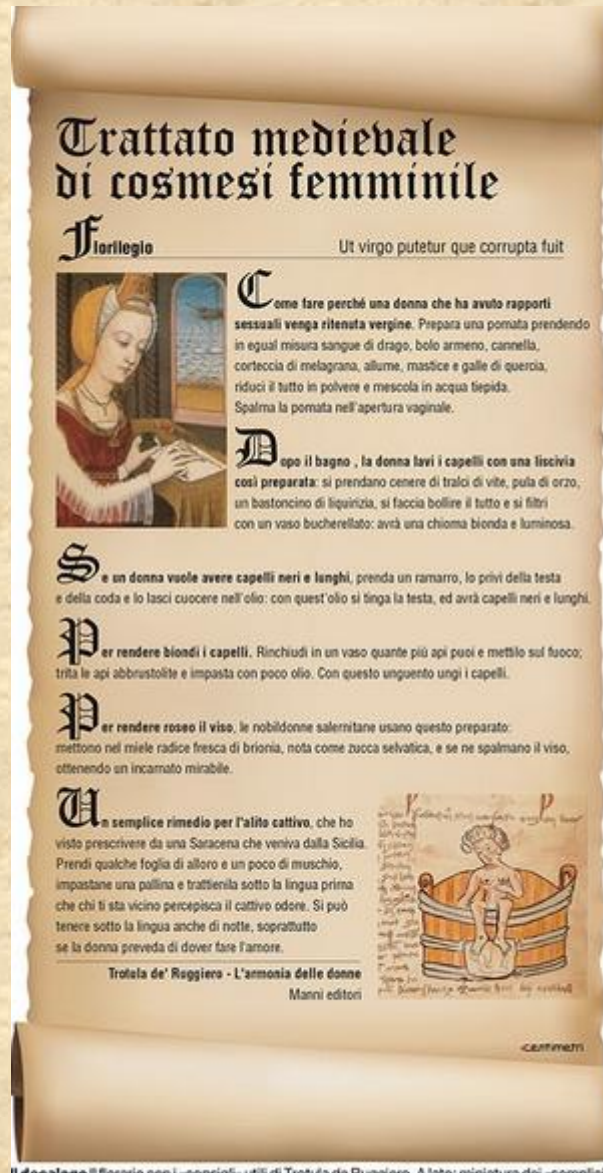 Trattato medievale
di cosmesi femminile
Florilegio
Ut virgo putetur que corrupta fuit
Come fare perché una donna che ha avuto rapporti
sessuali venga ritenuta vergine. Prepara una pomata prendendo
in egual misura sangue di drago, bolo armeno, cannella,
corteccia di melagrana, allume, mastice e galle di quercia,
riduci il tutto in polvere e mescola in acqua tiepida.
Spalma la pomata nell'apertura vaginale.
Dopo il bagno , la donna lavi i capelli con una liscivia
così preparata: si prendano cenere di tralci di vite, pula di orzo,
un bastoncino di liquirizia, si faccia bollire il tutto e si filtri
con un vaso bucherellato: avrà una chioma bionda e luminosa.
Se un donna vuole avere capelli neri e lunghi, prenda un ramarro, lo privi della testa
e della coda e lo lasci cuocere nell'olio: con quest'olio si tinga la testa, ed avrà capelli neri e lunghi.
Per rendere biondi i capelli. Rinchiudi in un vaso quante più api puoi e mettilo sul fuoco;
trita le api abbrustolite e impasta con poco olio. Con questo unguento ungi i capelli.
Per rendere roseo il viso, le nobildonne salernitane usano questo preparato:
mettono nel miele radice fresca di brionia, nota come zucca selvatica, e se ne spalmano il viso,
ottenendo un incarnato mirabile.
Un semplice rimedio per l'alito cattivo, che ho
visto prescrivere da una Saracena che veniva dalla Sicilia.
Prendi qualche foglia di alloro e un poco di muschio,
impastane una pallina e trattienila sotto la lingua prima
che chi ti sta vicino percepisca il cattivo odore. Si può
tenere sotto la lingua anche di notte, soprattutto
se la donna preveda di dover fare l'amore.
Trotula de' Ruggiero - L'armonia delle donne
Manni editori
centimetri